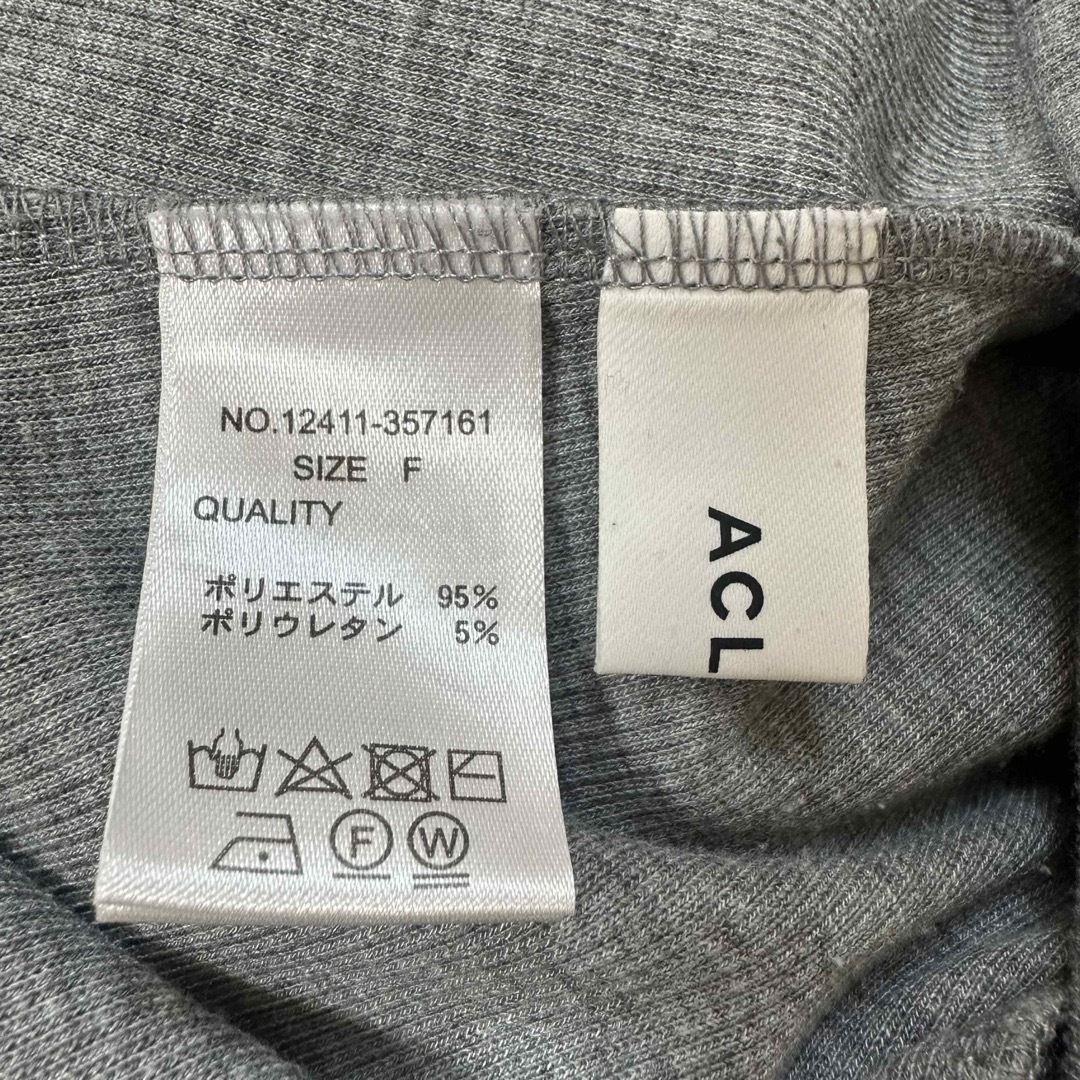 NO.12411-357161
SIZE F
QUALITY
ポリエステル 95%
ポリウレタン 5%
F W
ACL